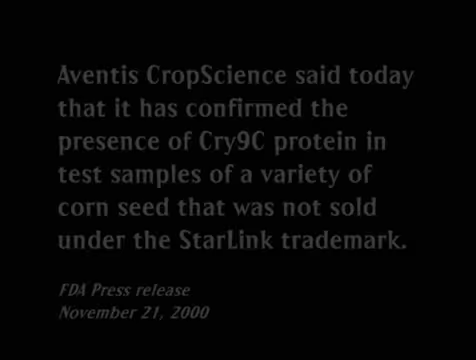 Aventis CropScience said today
that it has confirmed the
presence of Cry9C protein in
test samples of a variety of
corn seed that was not sold
under the StarLink trademark.
FDA Press release
November 21, 2000